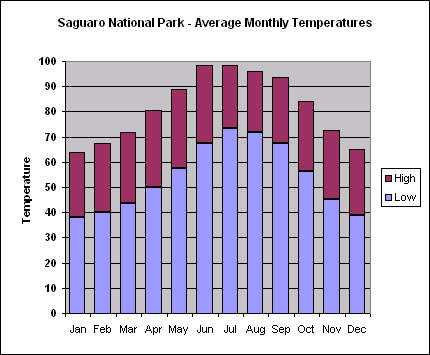 Saguaro National Park - Average Monthly Temperatures
100
90
80
70
60
50
40
30
20
10
0
Temperature
Jan Feb Mar Apr May Jun Jul Aug Sep Oct Nov Dec
High
Low